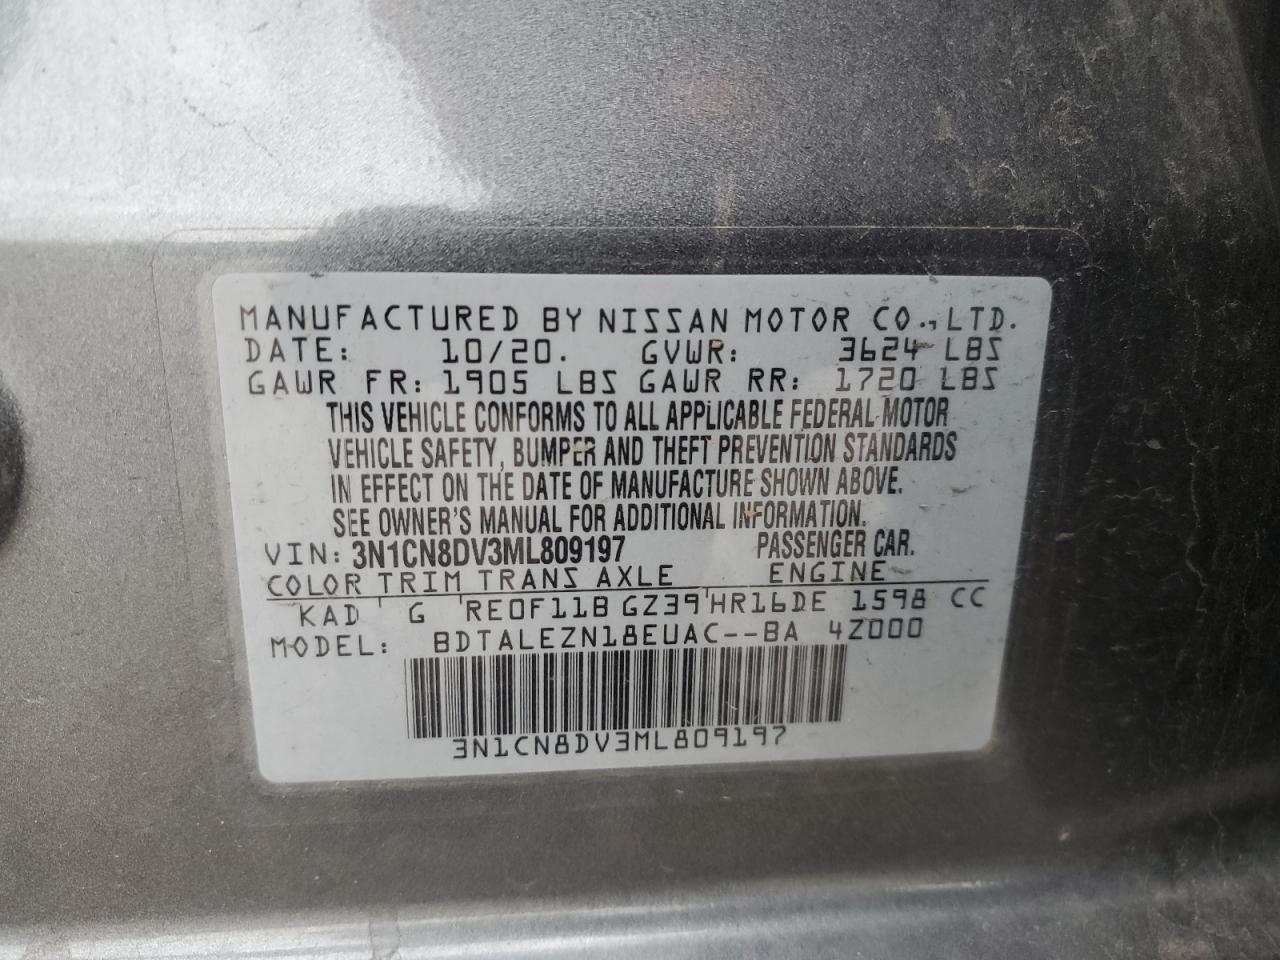 MANUFACTURED BY NISSAN MOTOR CO., LTD.
DATE: 10/20. GVWR: 3624 LBS
GAWR FR: 1905 LBS GAWR RR: 1720 LBS
THIS VEHICLE CONFORMS TO ALL APPLICABLE FEDERAL MOTOR
VEHICLE SAFETY, BUMPER AND THEFT PREVENTION STANDARDS
IN EFFECT ON THE DATE OF MANUFACTURE SHOWN ABOVE.
SEE OWNER'S MANUAL FOR ADDITIONAL INFORMATION.
VIN: 3N1CN8DV3ML809197 PASSENGER CAR.
COLOR TRIM TRANS AXLE ENGINE
KAD G RE0F11B GZ39 HR16DE 1598 CC
MODEL: BDTALEZN18EUAC--BA 4Z000
3N1CN8DV3ML809197